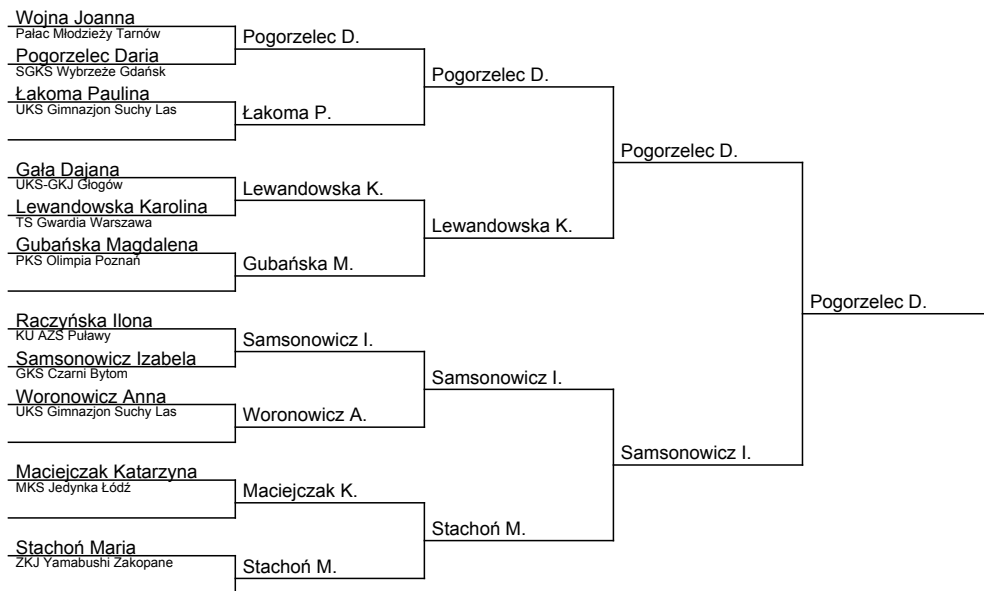 Wojna Joanna
Pałac Młodzieży Tarnów
Pogorzelec Daria
SGKS Wybrzeże Gdańsk
Łakoma Paulina
UKS Gimnazjon Suchy Las
Gała Dajana
UKS-GKJ Głogów
Lewandowska Karolina
TS Gwardia Warszawa
Gubańska Magdalena
PKS Olimpia Poznań
Raczyńska Ilona
KU AZS Puławy
Samsonowicz Izabela
GKS Czarni Bytom
Woronowicz Anna
UKS Gimnazjon Suchy Las
Maciejczak Katarzyna
MKS Jedynka Łódź
Stachoń Maria
ZKJ Yamabushi Zakopane
Pogorzelec D.
Łakoma P.
Lewandowska K.
Gubańska M.
Samsonowicz I.
Woronowicz A.
Maciejczak K.
Stachoń M.
Pogorzelec D.
Lewandowska K.
Samsonowicz I.
Stachoń M.
Pogorzelec D.
Samsonowicz I.
Pogorzelec D.